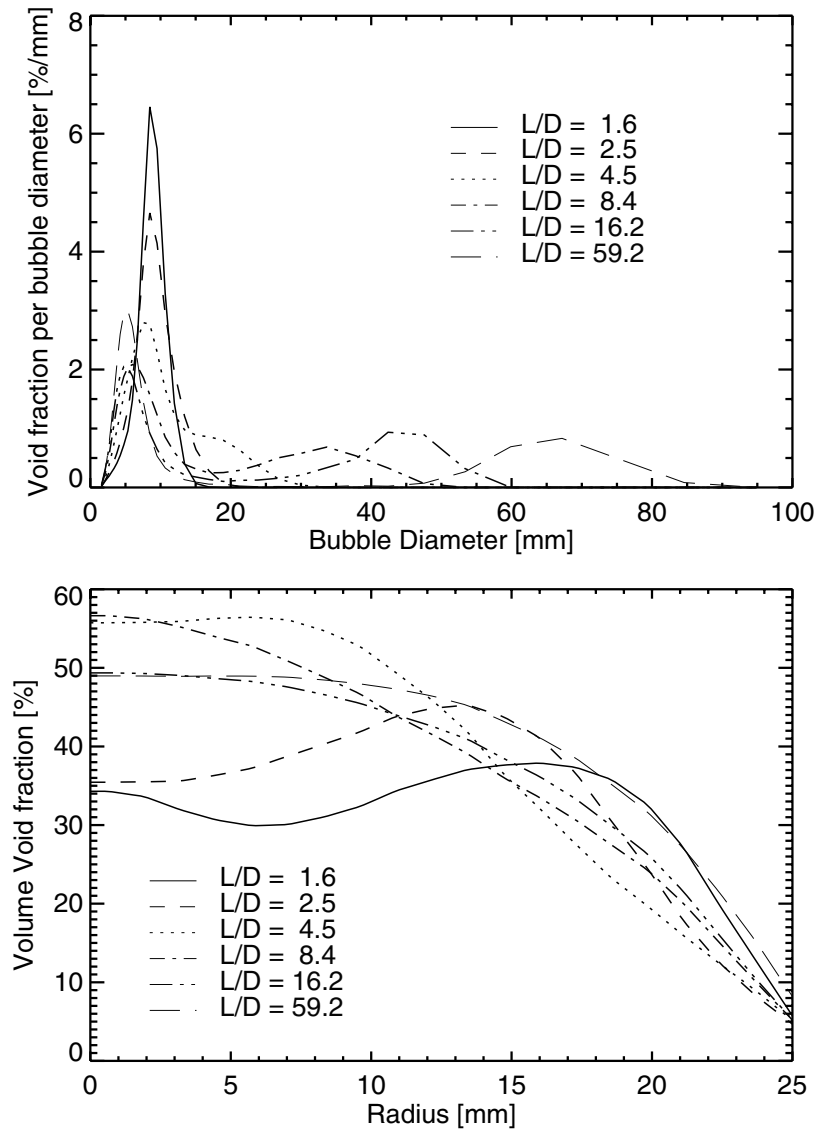 Void fraction per bubble diameter [%/mm]
8
6
4
2
0
L/D = 1.6
L/D = 2.5
L/D = 4.5
L/D = 8.4
L/D = 16.2
L/D = 59.2
0 20 40 60 80 100
Bubble Diameter [mm]
Volume Void fraction [%]
60
50
40
30
20
10
0
L/D = 1.6
L/D = 2.5
L/D = 4.5
L/D = 8.4
L/D = 16.2
L/D = 59.2
0 5 10 15 20 25
Radius [mm]